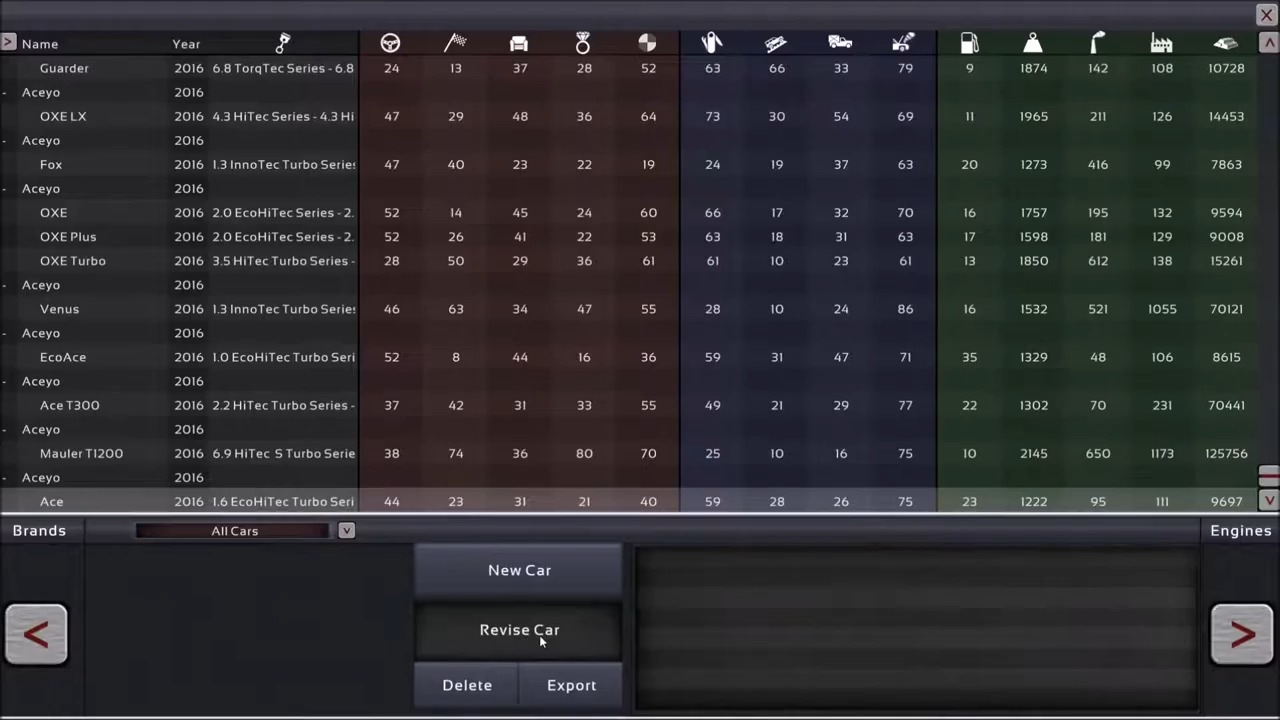 Name Year
Guarder 2016 6.8 TorqTec Series - 6.8 24 13 37 28 52 63 66 33 79 9 1874 142 108 10728
- Aceyo 2016
OXE LX 2016 4.3 HiTec Series - 4.3 Hi 47 29 48 36 64 73 30 54 69 11 1965 211 126 14453
- Aceyo 2016
Fox 2016 1.3 InnoTec Turbo Series 47 40 23 22 19 24 19 37 63 20 1273 416 99 7863
- Aceyo 2016
OXE 2016 2.0 EcoHiTec Series - 2. 52 14 45 24 60 66 17 32 70 16 1757 195 132 9594
OXE Plus 2016 2.0 EcoHiTec Series - 2. 52 26 41 22 53 63 18 31 63 17 1598 181 129 9008
OXE Turbo 2016 3.5 HiTec Turbo Series - 28 50 29 36 61 61 10 23 61 13 1850 612 138 15261
- Aceyo 2016
Venus 2016 1.3 InnoTec Turbo Series 46 63 34 47 55 28 10 24 86 16 1532 521 1055 70121
- Aceyo 2016
EcoAce 2016 1.0 EcoHiTec Turbo Seri 52 8 44 16 36 59 31 47 71 35 1329 48 106 8615
- Aceyo 2016
Ace T300 2016 2.2 HiTec Turbo Series - 37 42 31 33 55 49 21 29 77 22 1302 70 231 70441
- Aceyo 2016
Mauler T1200 2016 6.9 HiTec S Turbo Serie 38 74 36 80 70 25 10 16 75 10 2145 650 1173 125756
- Aceyo 2016
Ace 2016 1.6 EcoHiTec Turbo Seri 44 23 31 21 40 59 28 26 75 23 1222 95 111 9697
Brands All Cars Engines
New Car
Revise Car
Delete Export